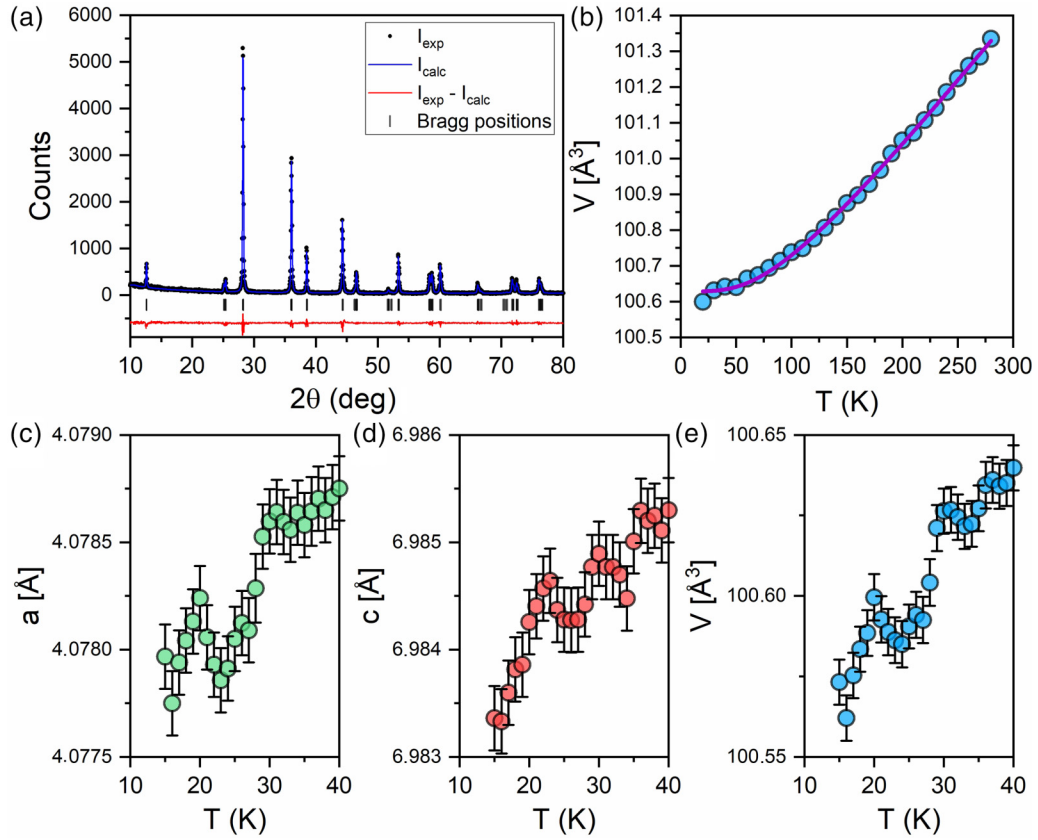 (a)
6000
5000
4000
3000
2000
1000
0
Counts
I_exp
I_calc
I_exp - I_calc
Bragg positions
10 20 30 40 50 60 70 80
2θ (deg)
(b)
101.4
101.3
101.2
101.1
101.0
100.9
100.8
100.7
100.6
100.5
V [Å³]
0 50 100 150 200 250 300
T (K)
(c)
4.0790
4.0785
4.0780
4.0775
a [Å]
10 20 30 40
T (K)
(d)
6.986
6.985
6.984
6.983
c [Å]
10 20 30 40
T (K)
(e)
100.65
100.60
100.55
V [Å³]
10 20 30 40
T (K)